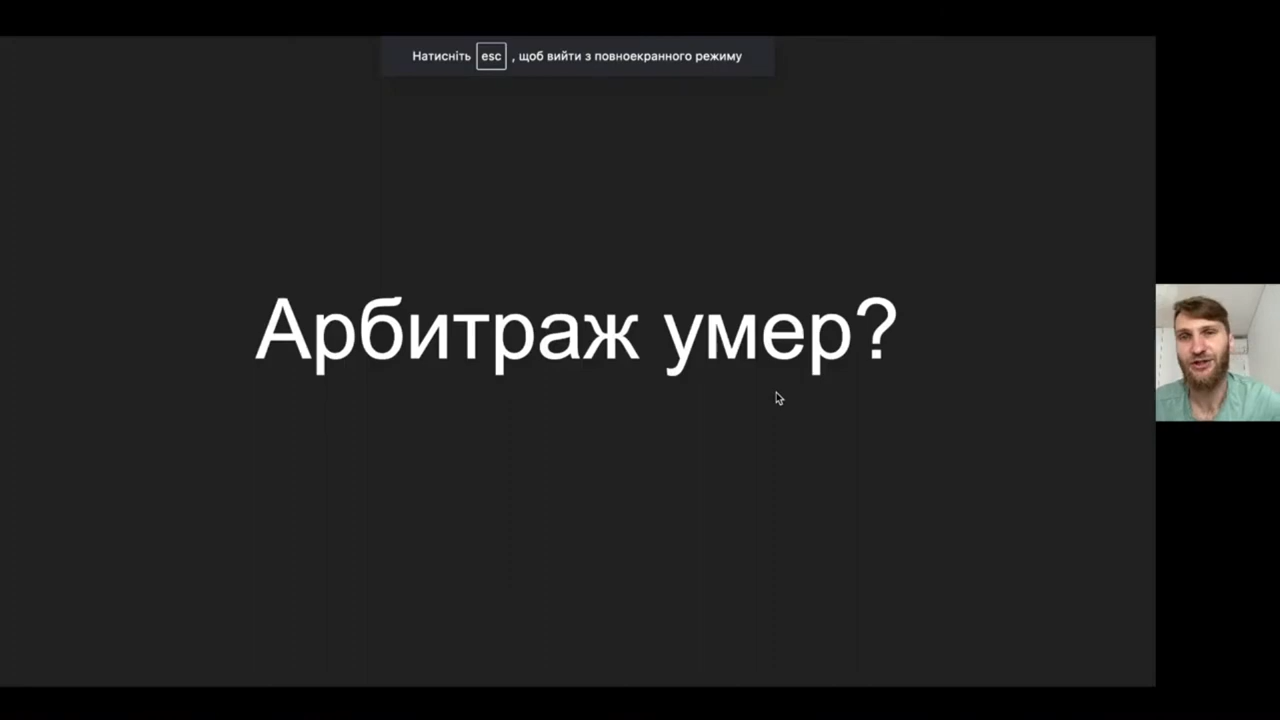 Натисніть esc , щоб вийти з повноекранного режиму
Арбитраж умер?